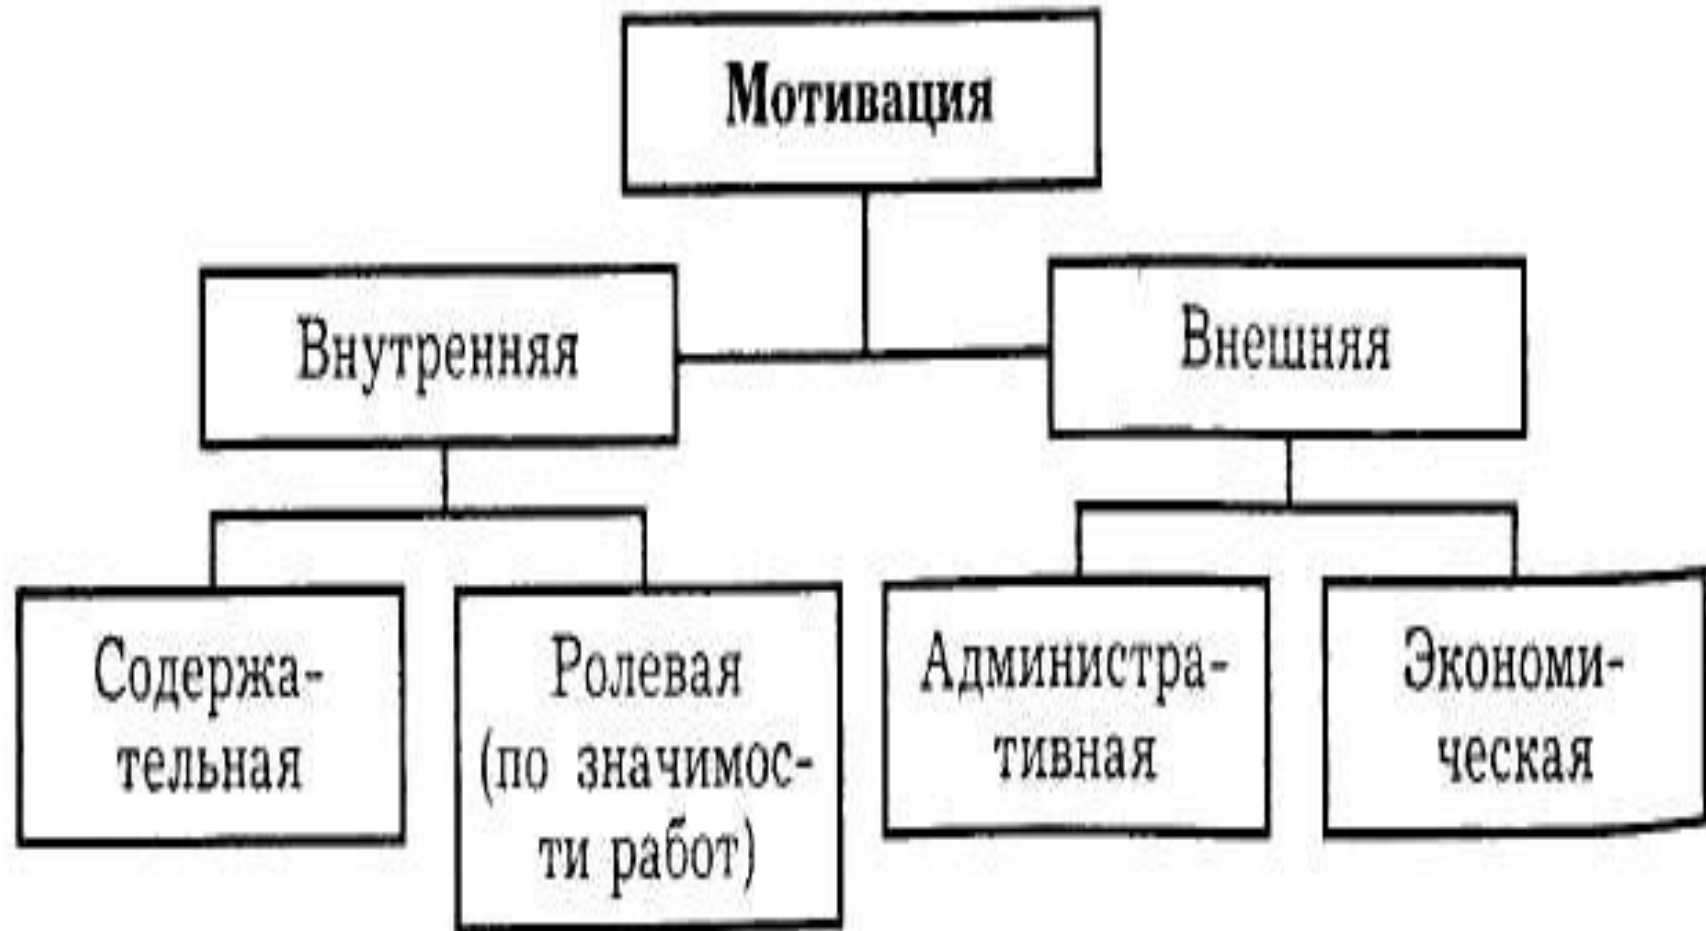 Мотивация
Внутренняя
Внешняя
Содержа-
тельная
Ролевая
(по значимос-
ти работ)
Администра-
тивная
Экономи-
ческая